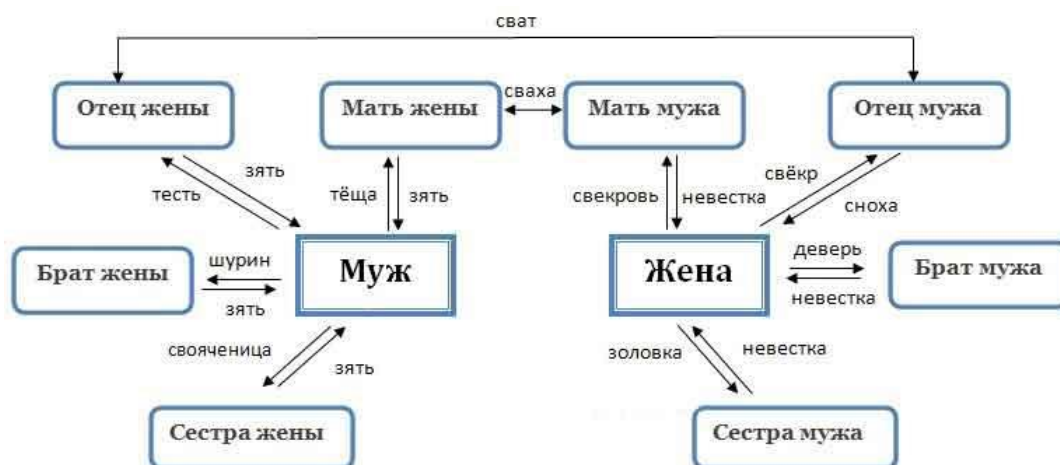 сват
Отец жены
Мать жены
сваха
Мать мужа
Отец мужа
зять
тесть
тёща
зять
свекровь
невестка
свёкр
сноха
Брат жены
шурин
зять
Муж
Жена
деверь
невестка
Брат мужа
свояченица
зять
золовка
невестка
Сестра жены
Сестра мужа